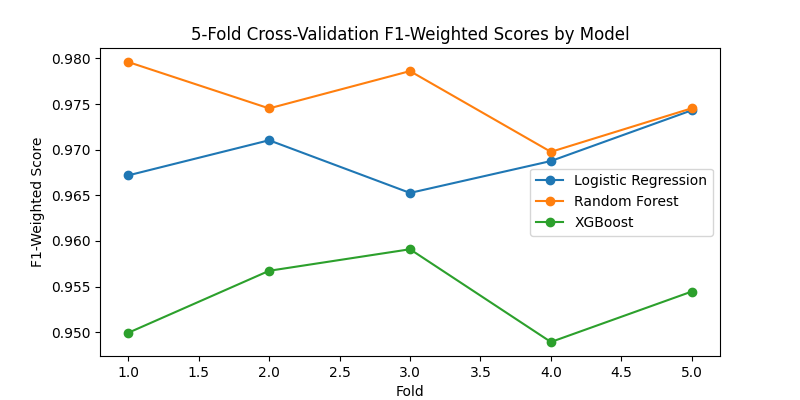 5-Fold Cross-Validation F1-Weighted Scores by Model
F1-Weighted Score
0.980
0.975
0.970
0.965
0.960
0.955
0.950
Logistic Regression
Random Forest
XGBoost
1.0 1.5 2.0 2.5 3.0 3.5 4.0 4.5 5.0
Fold